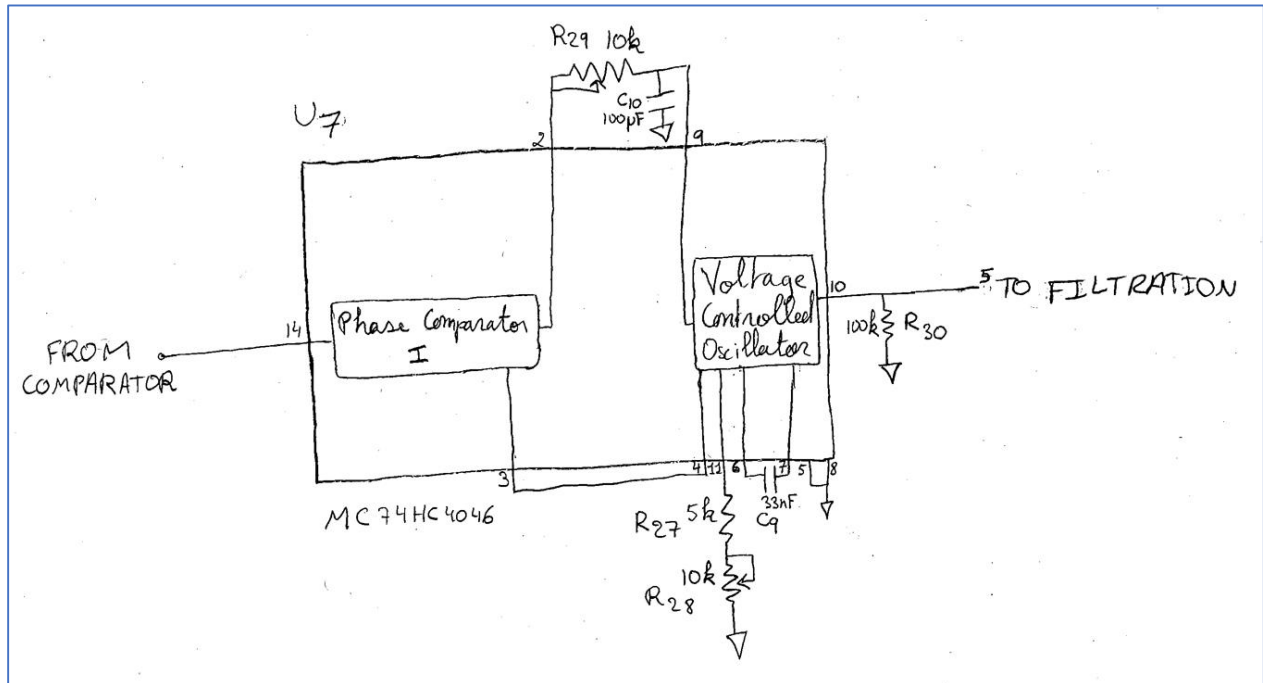 R29 10k
C10
100µF
U7
2
9
Voltage
Controlled
Oscillator
10
5 TO FILTRATION
100k R30
14
Phase Comparator
I
FROM
COMPARATOR
3
4 11 6 7 5 8
33nF
C9
MC74HC4046
R27 5k
10k
R28